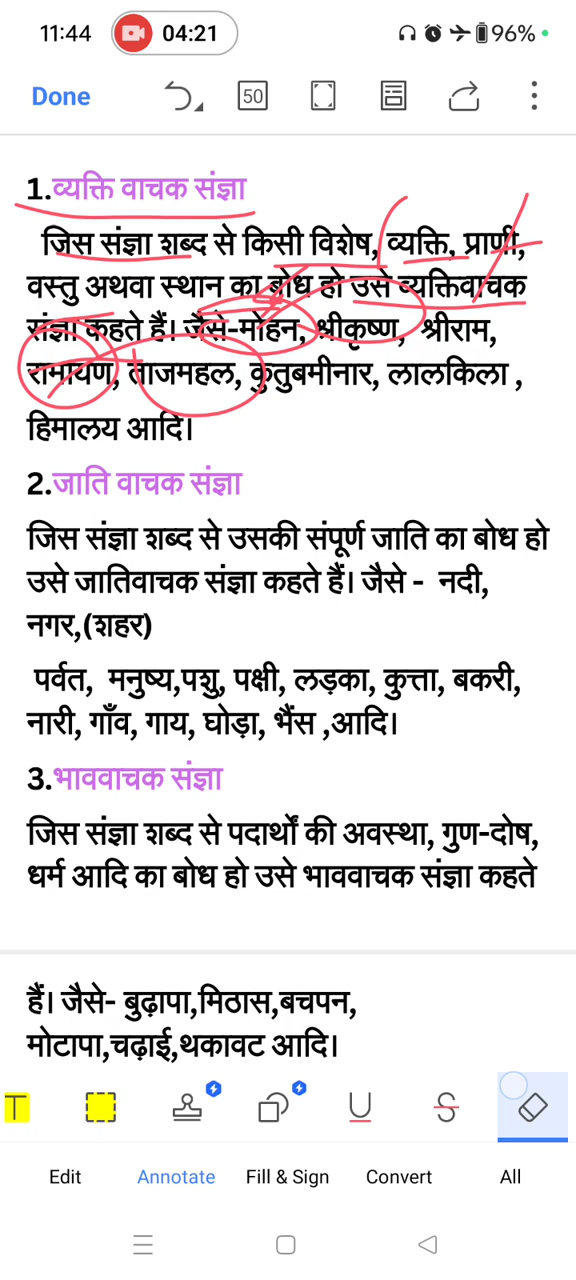 11:44 04:21 96%
Done 50
1.व्यक्ति वाचक संज्ञा
जिस संज्ञा शब्द से किसी विशेष, व्यक्ति, प्राणी,
वस्तु अथवा स्थान का बोध हो उसे व्यक्तिवाचक
संज्ञा कहते हैं। जैसे-मोहन, श्रीकृष्ण, श्रीराम,
रामायण, ताजमहल, कुतुबमीनार, लालकिला ,
हिमालय आदि।
2.जाति वाचक संज्ञा
जिस संज्ञा शब्द से उसकी संपूर्ण जाति का बोध हो
उसे जातिवाचक संज्ञा कहते हैं। जैसे - नदी,
नगर,(शहर)
पर्वत, मनुष्य,पशु, पक्षी, लड़का, कुत्ता, बकरी,
नारी, गाँव, गाय, घोड़ा, भैंस ,आदि।
3.भाववाचक संज्ञा
जिस संज्ञा शब्द से पदार्थों की अवस्था, गुण-दोष,
धर्म आदि का बोध हो उसे भाववाचक संज्ञा कहते
हैं। जैसे- बुढ़ापा,मिठास,बचपन,
मोटापा,चढ़ाई,थकावट आदि।
Edit Annotate Fill & Sign Convert All